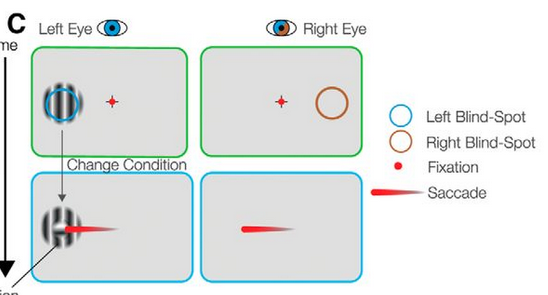 C
Left Eye
Right Eye
Change Condition
Left Blind-Spot
Right Blind-Spot
Fixation
Saccade